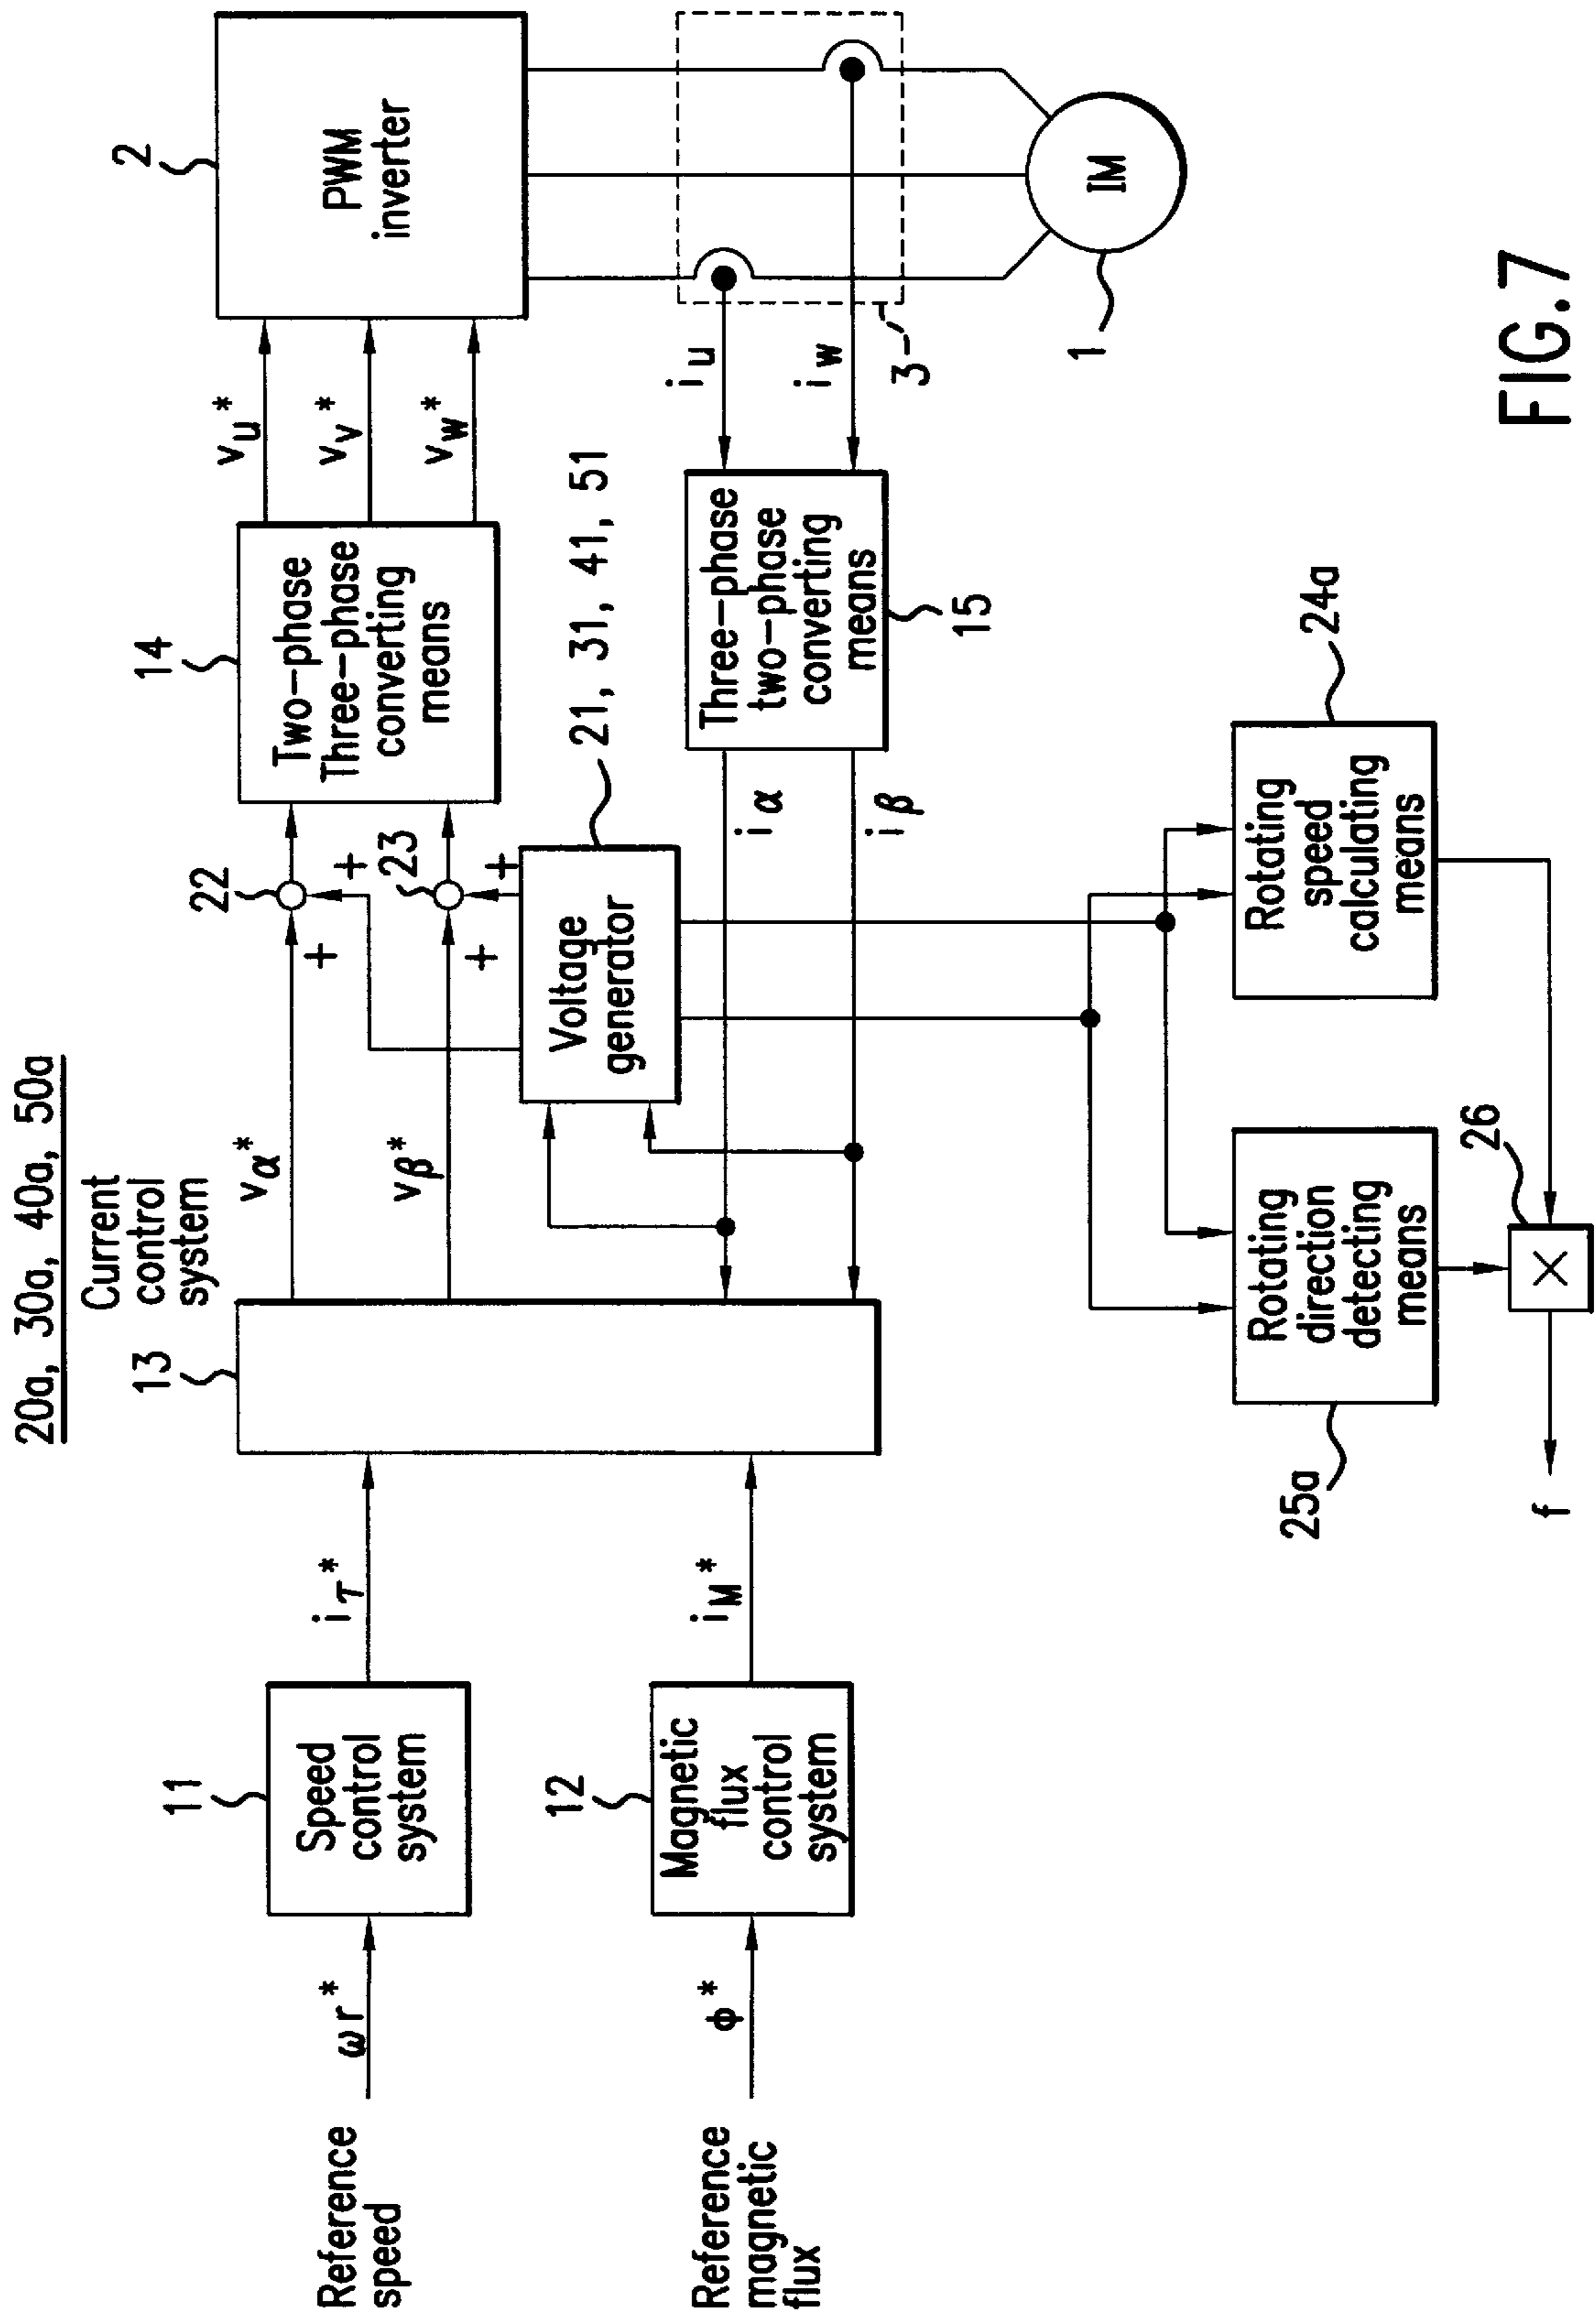 20a, 30a, 40a, 50a
Current
control
system
Reference
speed
ωr*
11
Speed
control
system
iτ*
13
vα*
vβ*
+
+
22
+
23
+
14
Two-phase
Three-phase
converting
means
vu*
vv*
vw*
2
PWM
inverter
Reference
magnetic
flux
φ*
12
Magnetic
flux
control
system
iM*
Voltage
generator
21, 31, 41, 51
iα
iβ
Three-phase
two-phase
converting
means
15
iu
iw
3
IM
1
25a
Rotating
direction
detecting
means
Rotating
speed
calculating
means
24a
26
×
f
FIG.7